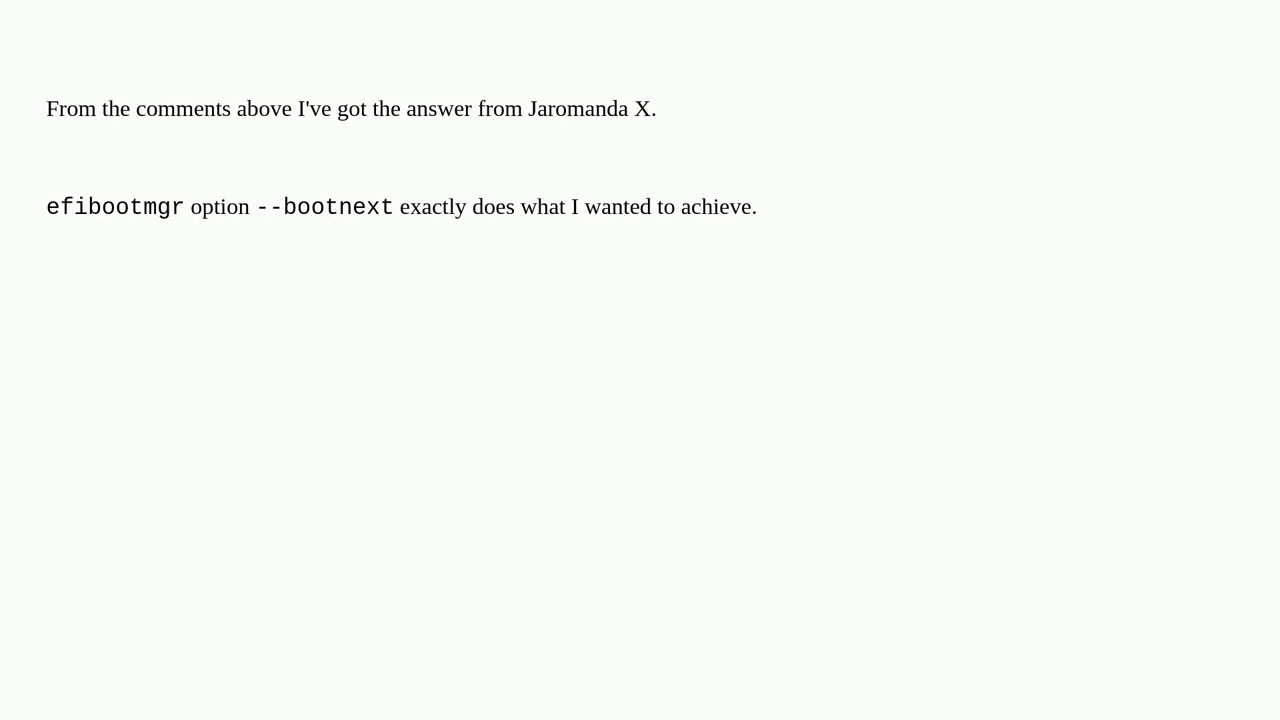 From the comments above I've got the answer from Jaromanda X.
efibootmgr option --bootnext exactly does what I wanted to achieve.